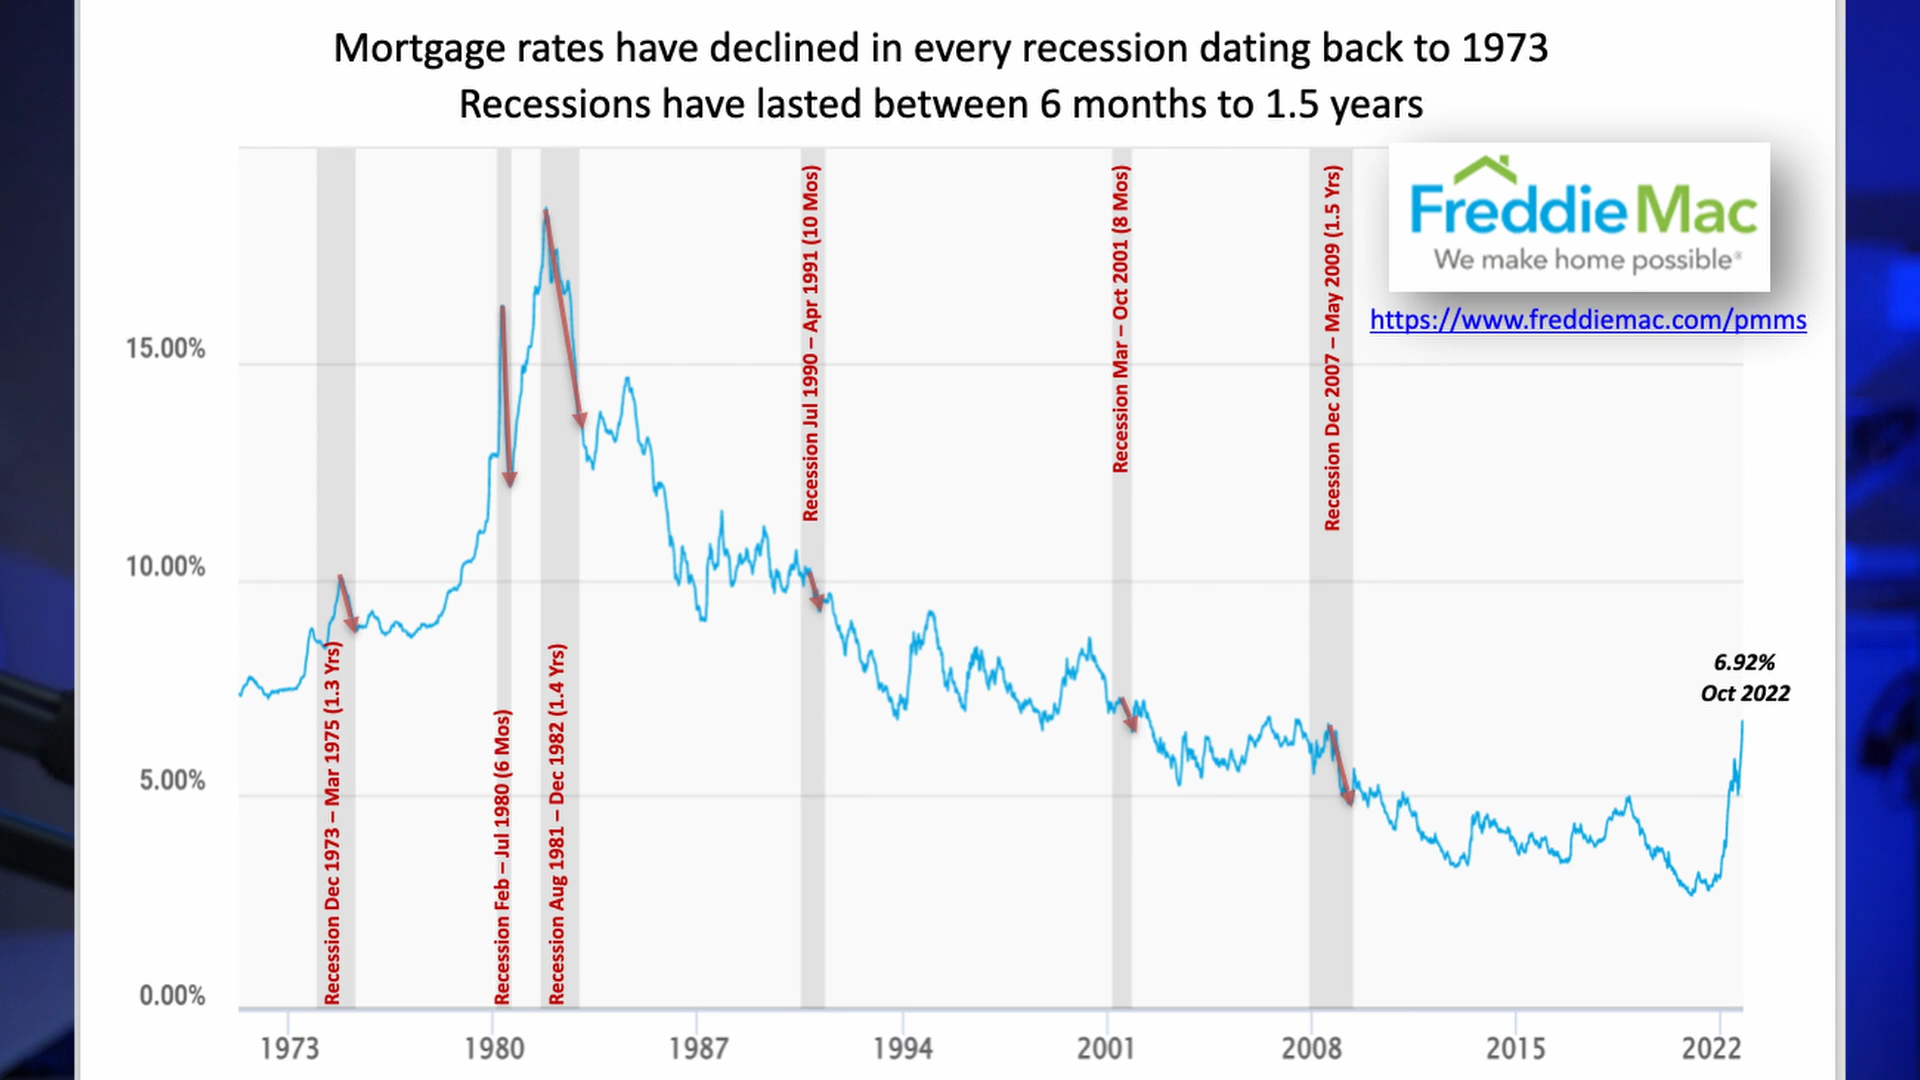 Mortgage rates have declined in every recession dating back to 1973
Recessions have lasted between 6 months to 1.5 years
FreddieMac
We make home possible®
https://www.freddiemac.com/pmms
15.00%
10.00%
5.00%
0.00%
Recession Dec 1973 – Mar 1975 (1.3 Yrs)
Recession Feb – Jul 1980 (6 Mos)
Recession Aug 1981 – Dec 1982 (1.4 Yrs)
Recession Jul 1990 – Apr 1991 (10 Mos)
Recession Mar – Oct 2001 (8 Mos)
Recession Dec 2007 – May 2009 (1.5 Yrs)
6.92%
Oct 2022
1973 1980 1987 1994 2001 2008 2015 2022